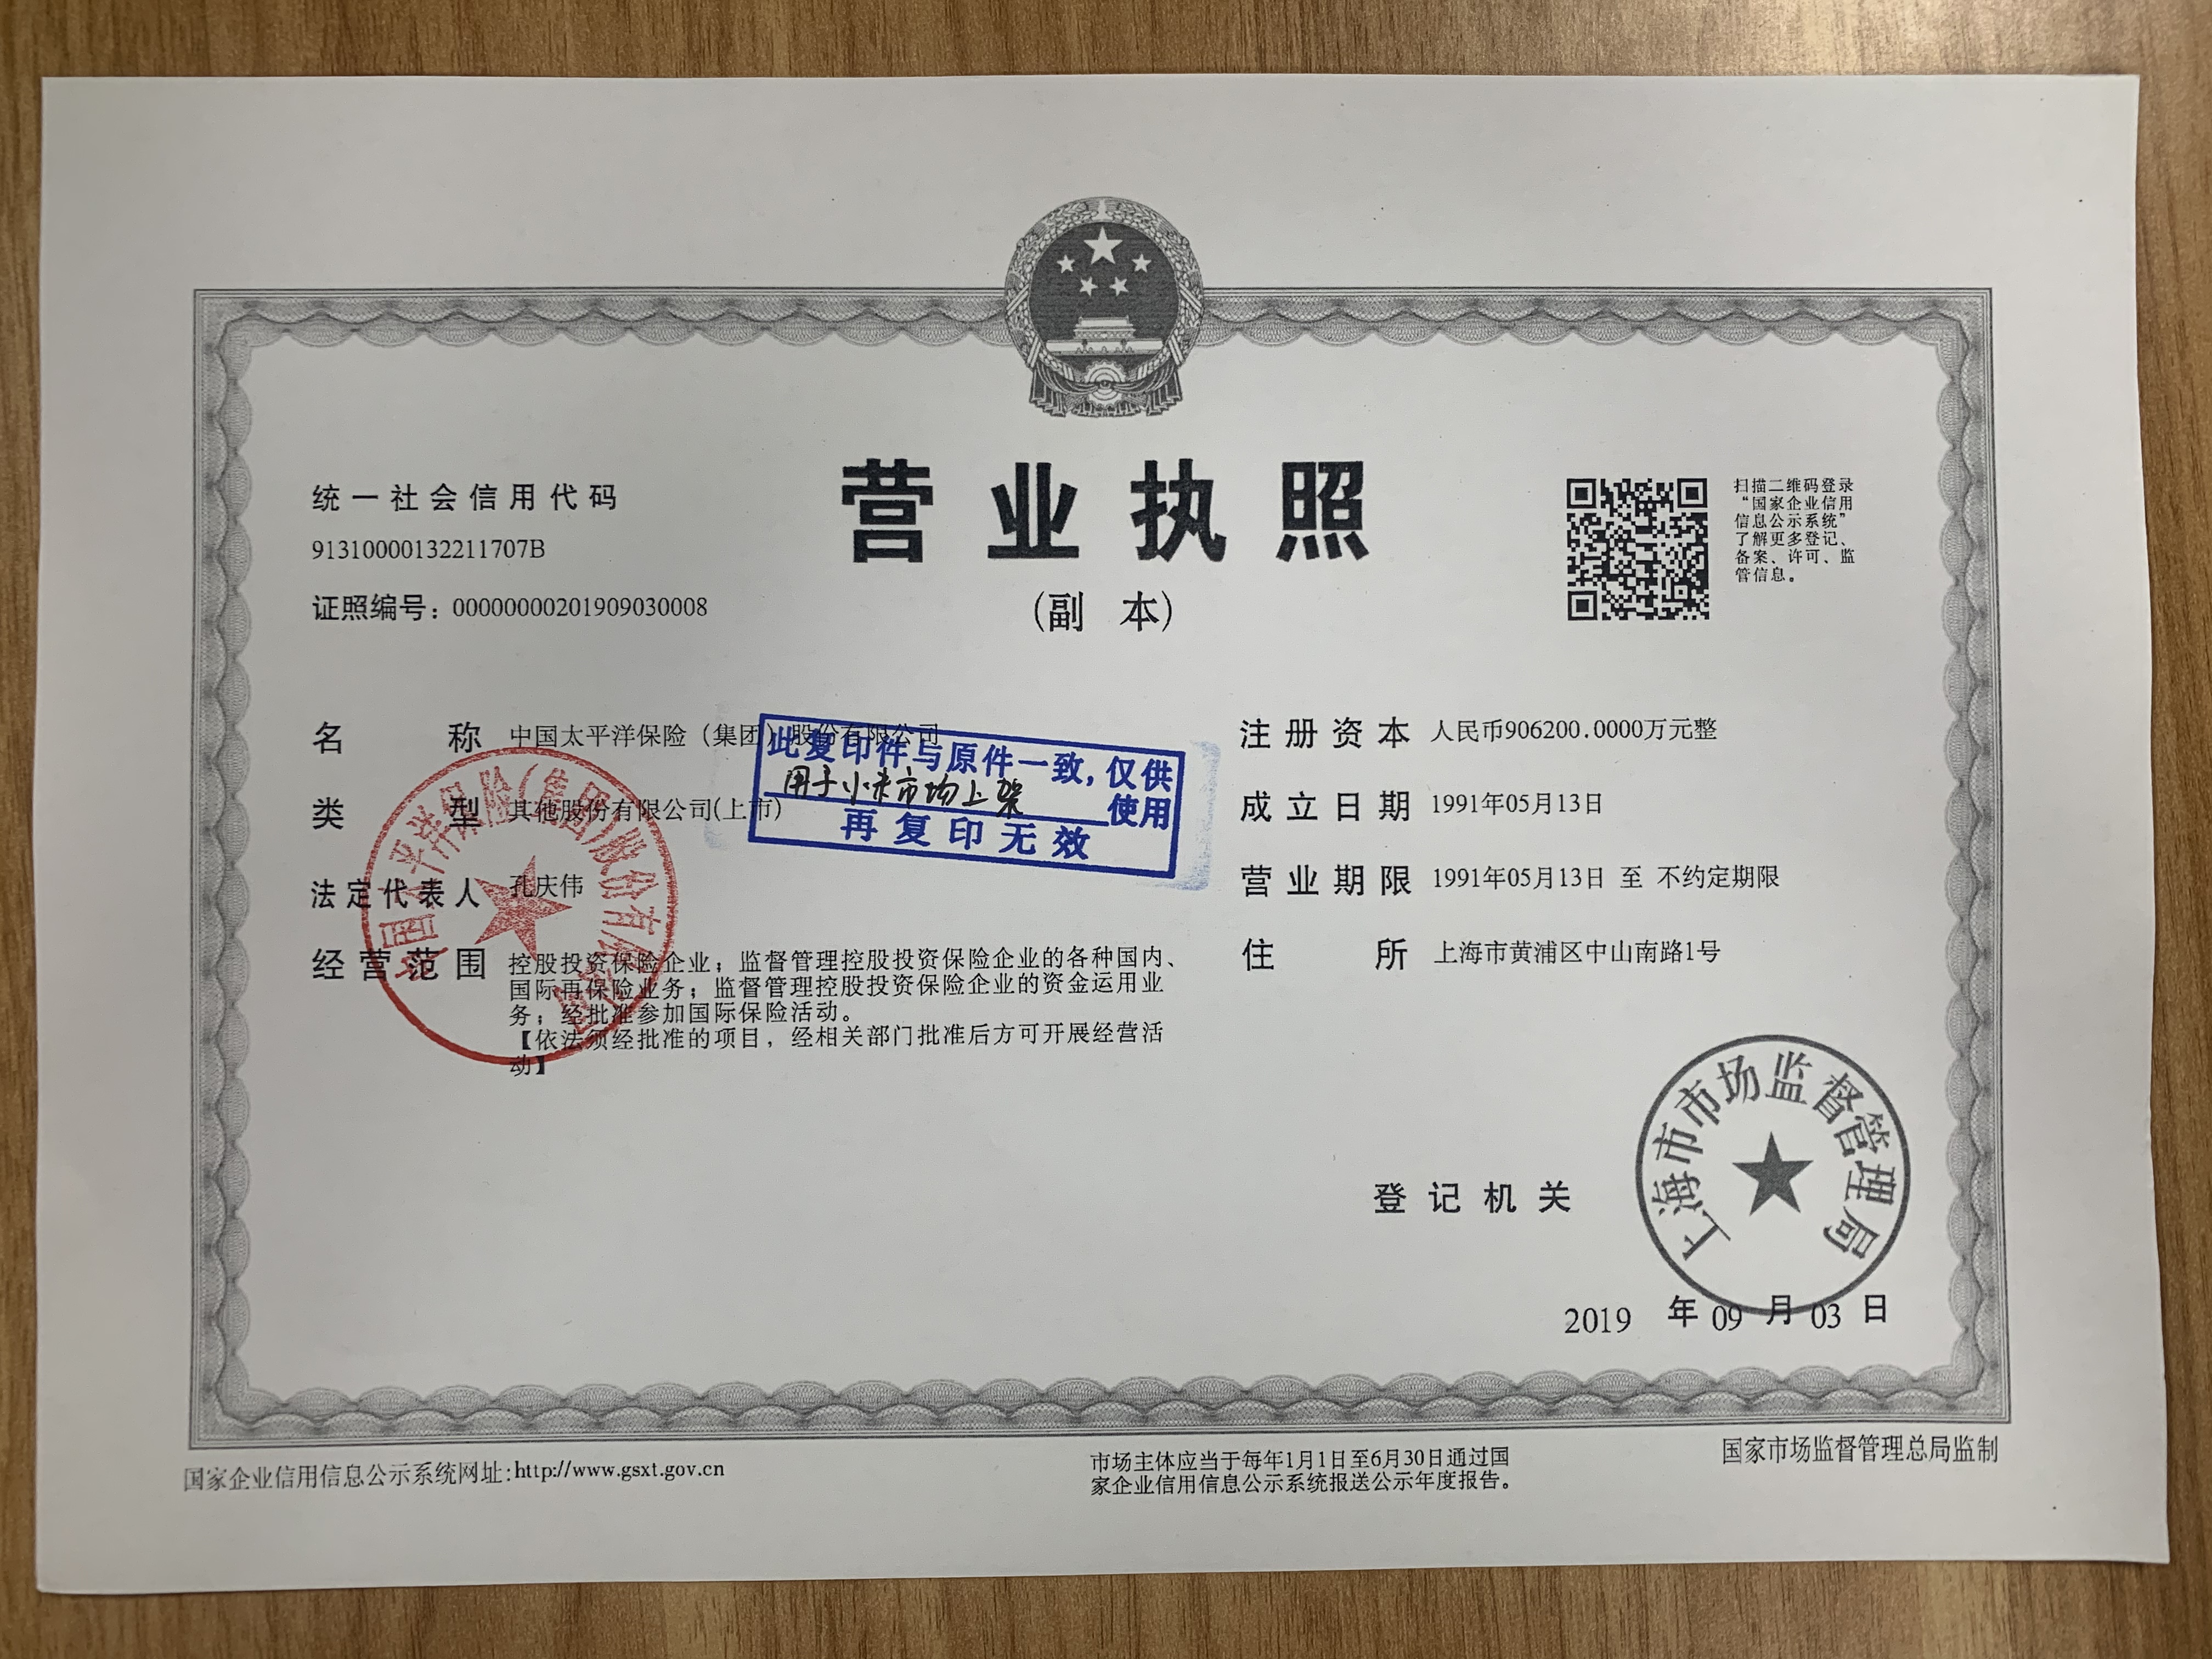 统一社会信用代码
91310000132211707B
证照编号：00000002019090300​08
营业执照
（副 本）
扫描二维码登录
“国家企业信用
信息公示系统”
了解更多登记、
备案、许可、监
管信息。
名 称 中国太平洋保险（集团）股份有限公司
类 型 其他股份有限公司(上市)
法定代表人 孔庆伟
经营范围 控股投资保险企业；监督管理控股投资保险企业的各种国内、
国际再保险业务；监督管理控股投资保险企业的资金运用业
务；经批准参加国际保险活动。
【依法须经批准的项目，经相关部门批准后方可开展经营活
动】
此复印件与原件一致，仅供
用于小米市场上架 使用
再复印无效
注册资本 人民币906200.0000万元整
成立日期 1991年05月13日
营业期限 1991年05月13日 至 不约定期限
住 所 上海市黄浦区中山南路1号
登记机关
上海市市场监督管理局
2019 年 09 月 03 日
国家企业信用信息公示系统网址：http://www.gsxt.gov.cn
市场主体应当于每年1月1日至6月30日通过国
家企业信用信息公示系统报送公示年度报告。
国家市场监督管理总局监制